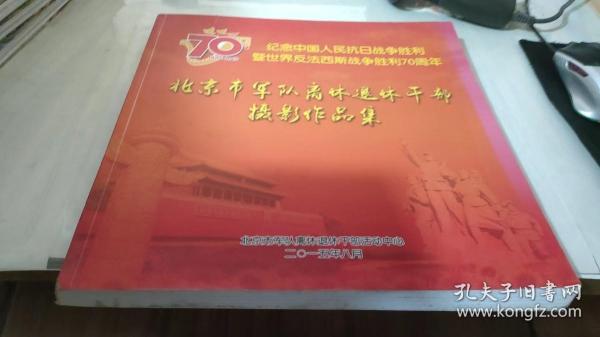 70
纪念中国人民抗日战争胜利
暨世界反法西斯战争胜利70周年
北京市军队离休退休干部
摄影作品集
北京市军队离休退休干部活动中心
二〇一五年八月
孔夫子旧书网
www.kongfz.com